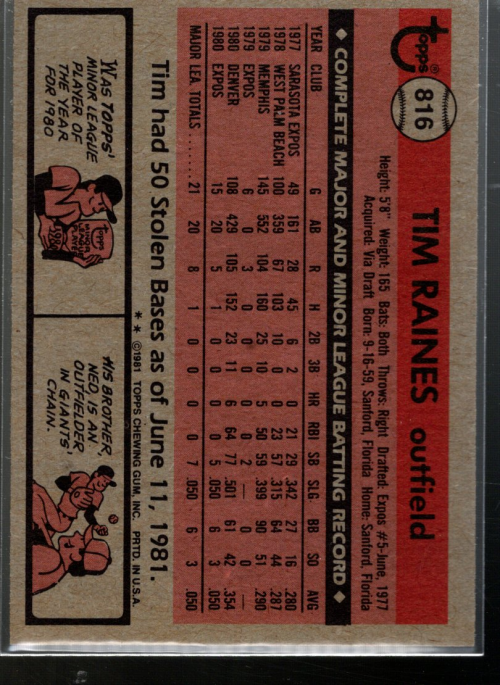 Topps®
816
TIM RAINES outfield
Height: 5'8" Weight: 165 Bats: Both Throws: Right Drafted: Expos #5-June, 1977
Acquired: Via Draft Born: 9-16-59, Sanford, Florida Home: Sanford, Florida
◆ COMPLETE MAJOR AND MINOR LEAGUE BATTING RECORD ◆
YEAR CLUB G AB R H 2B 3B HR RBI SB SLG BB SO AVG
1977 SARASOTA EXPOS 49 161 28 45 6 2 0 21 29 .342 27 16 .280
1978 WEST PALM BEACH 100 359 67 103 10 0 0 23 57 .315 64 44 .287
1979 MEMPHIS 145 552 104 160 25 10 5 50 59 .399 90 51 .290
1979 EXPOS 6 0 3 0 0 0 0 0 2 — 0 0 —
1980 DENVER 108 429 105 152 23 11 6 64 77 .501 61 42 .354
1980 EXPOS 15 20 5 1 0 0 0 0 5 .050 6 3 .050
MAJOR LEA. TOTALS 21 20 8 1 0 0 0 0 7 .050 6 3 .050
Tim had 50 Stolen Bases as of June 11, 1981.
* * ©1981 TOPPS CHEWING GUM, INC. PRTD. IN U.S.A.
WAS TOPPS'
MINOR LEAGUE
PLAYER OF
THE YEAR
FOR 1980
TOPPS
MINOR LEAGUE
PLAYER
1980
HIS BROTHER
NED, IS AN
OUTFIELDER
IN GIANTS'
CHAIN.